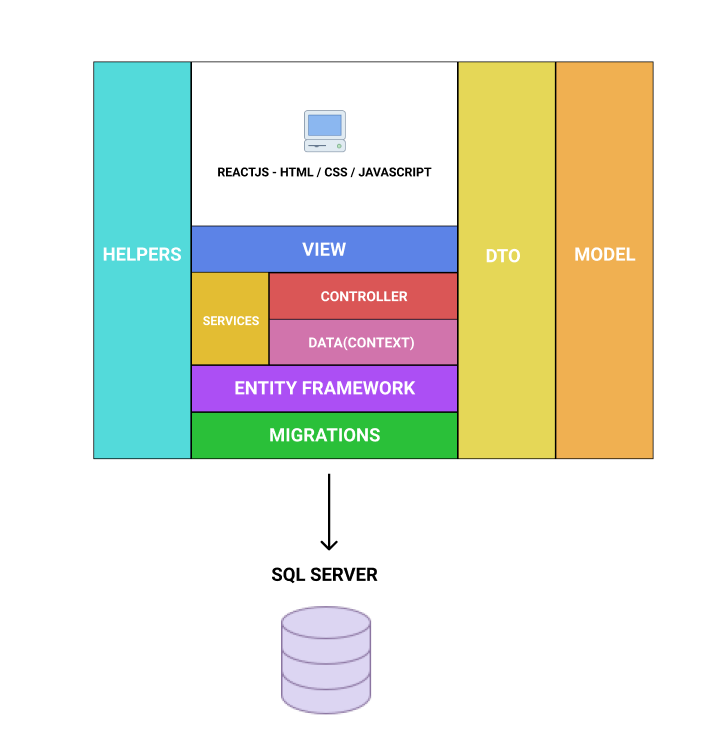 REACTJS - HTML / CSS / JAVASCRIPT
HELPERS
VIEW
DTO
MODEL
SERVICES
CONTROLLER
DATA(CONTEXT)
ENTITY FRAMEWORK
MIGRATIONS
SQL SERVER